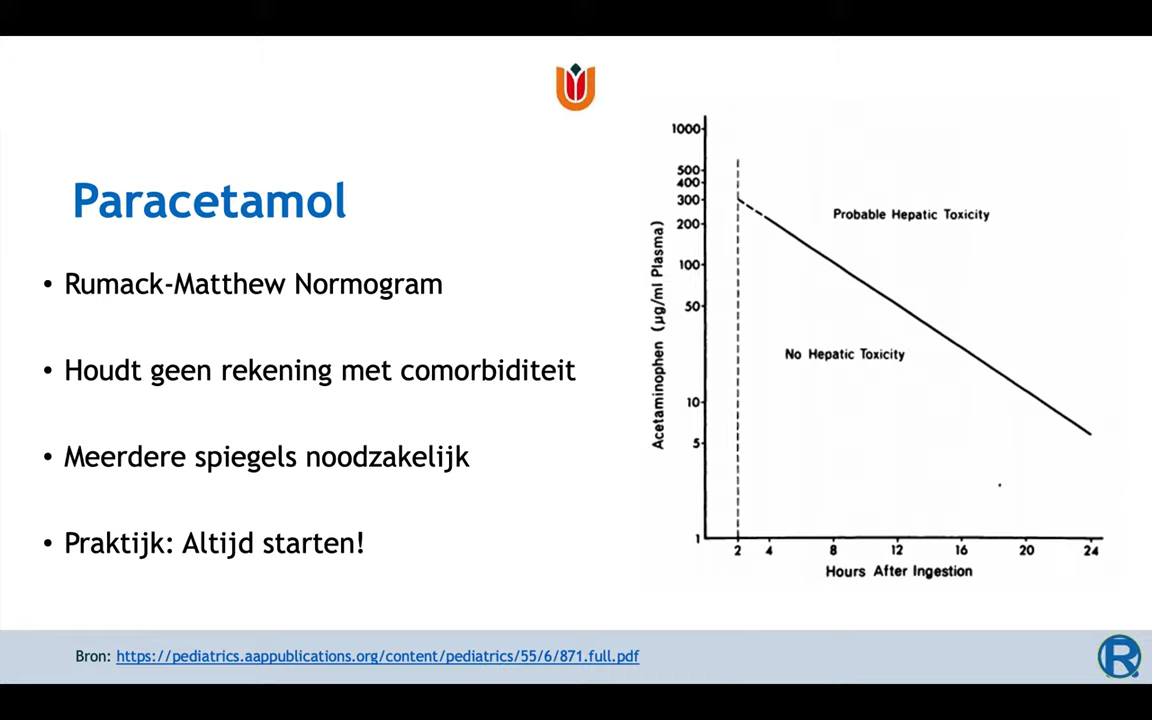 Paracetamol
• Rumack-Matthew Normogram
• Houdt geen rekening met comorbiditeit
• Meerdere spiegels noodzakelijk
• Praktijk: Altijd starten!
Acetaminophen (µg/ml Plasma)
1000
500
400
300
200
100
50
10
5
1
Probable Hepatic Toxicity
No Hepatic Toxicity
2 4 8 12 16 20 24
Hours After Ingestion
Bron: https://pediatrics.aappublications.org/content/pediatrics/55/6/871.full.pdf
R